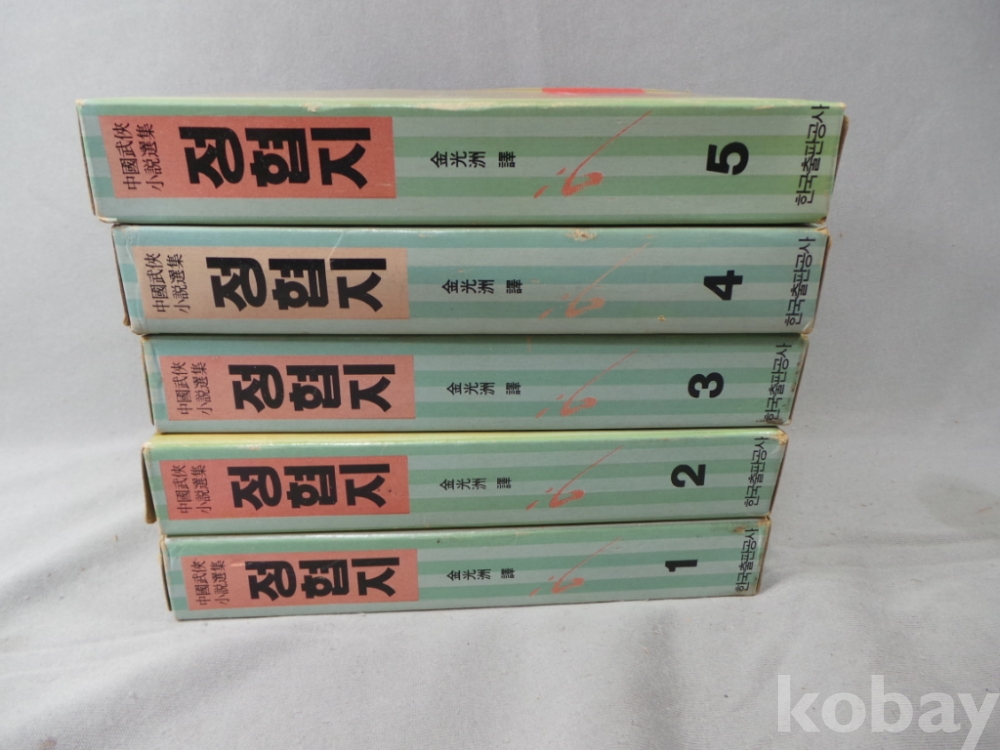 中國武俠
小説選集
정협지
金光洲 譯
5
한국출판공사
中國武俠
小説選集
정협지
金光洲 譯
4
한국출판공사
中國武俠
小説選集
정협지
金光洲 譯
3
한국출판공사
中國武俠
小説選集
정협지
金光洲 譯
2
한국출판공사
中國武俠
小説選集
정협지
金光洲 譯
1
한국출판공사
kobay